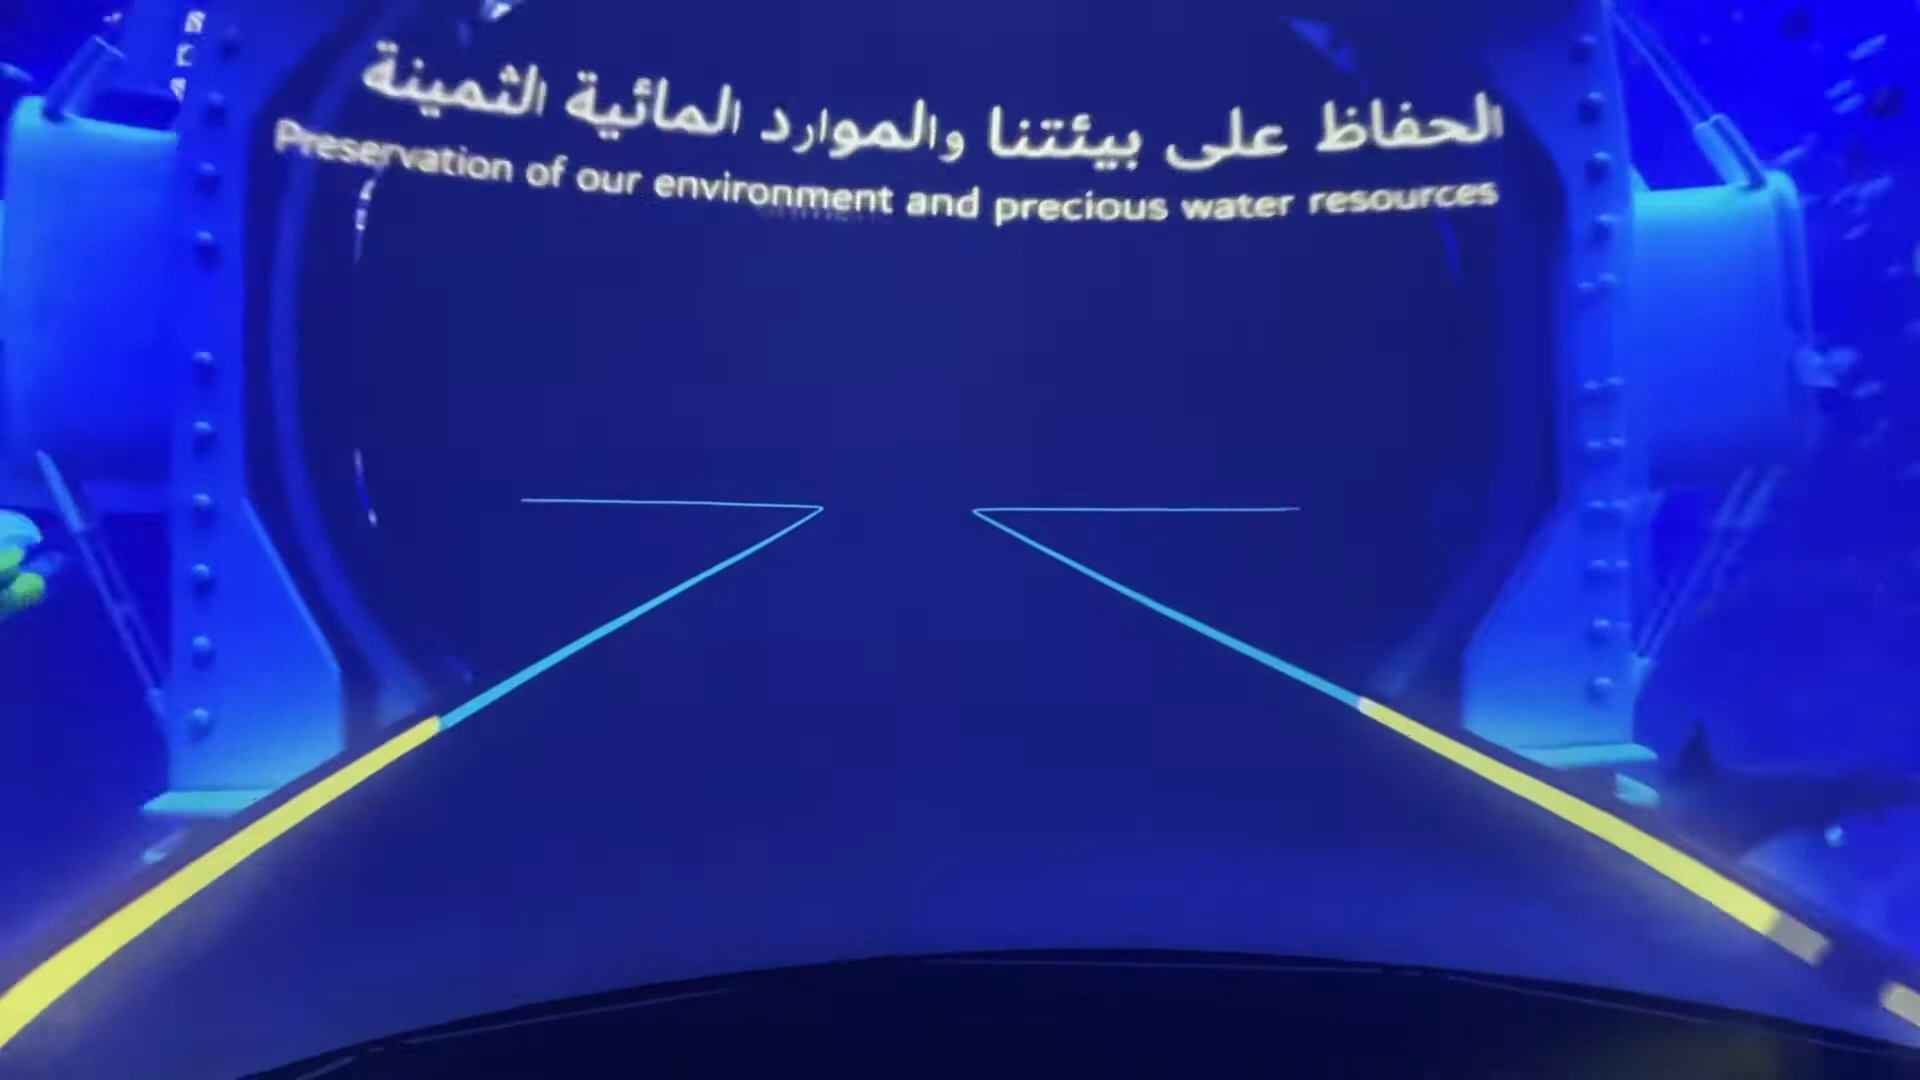 الحفاظ على بيئتنا والموارد المائية الثمينة
Preservation of our environment and precious water resources